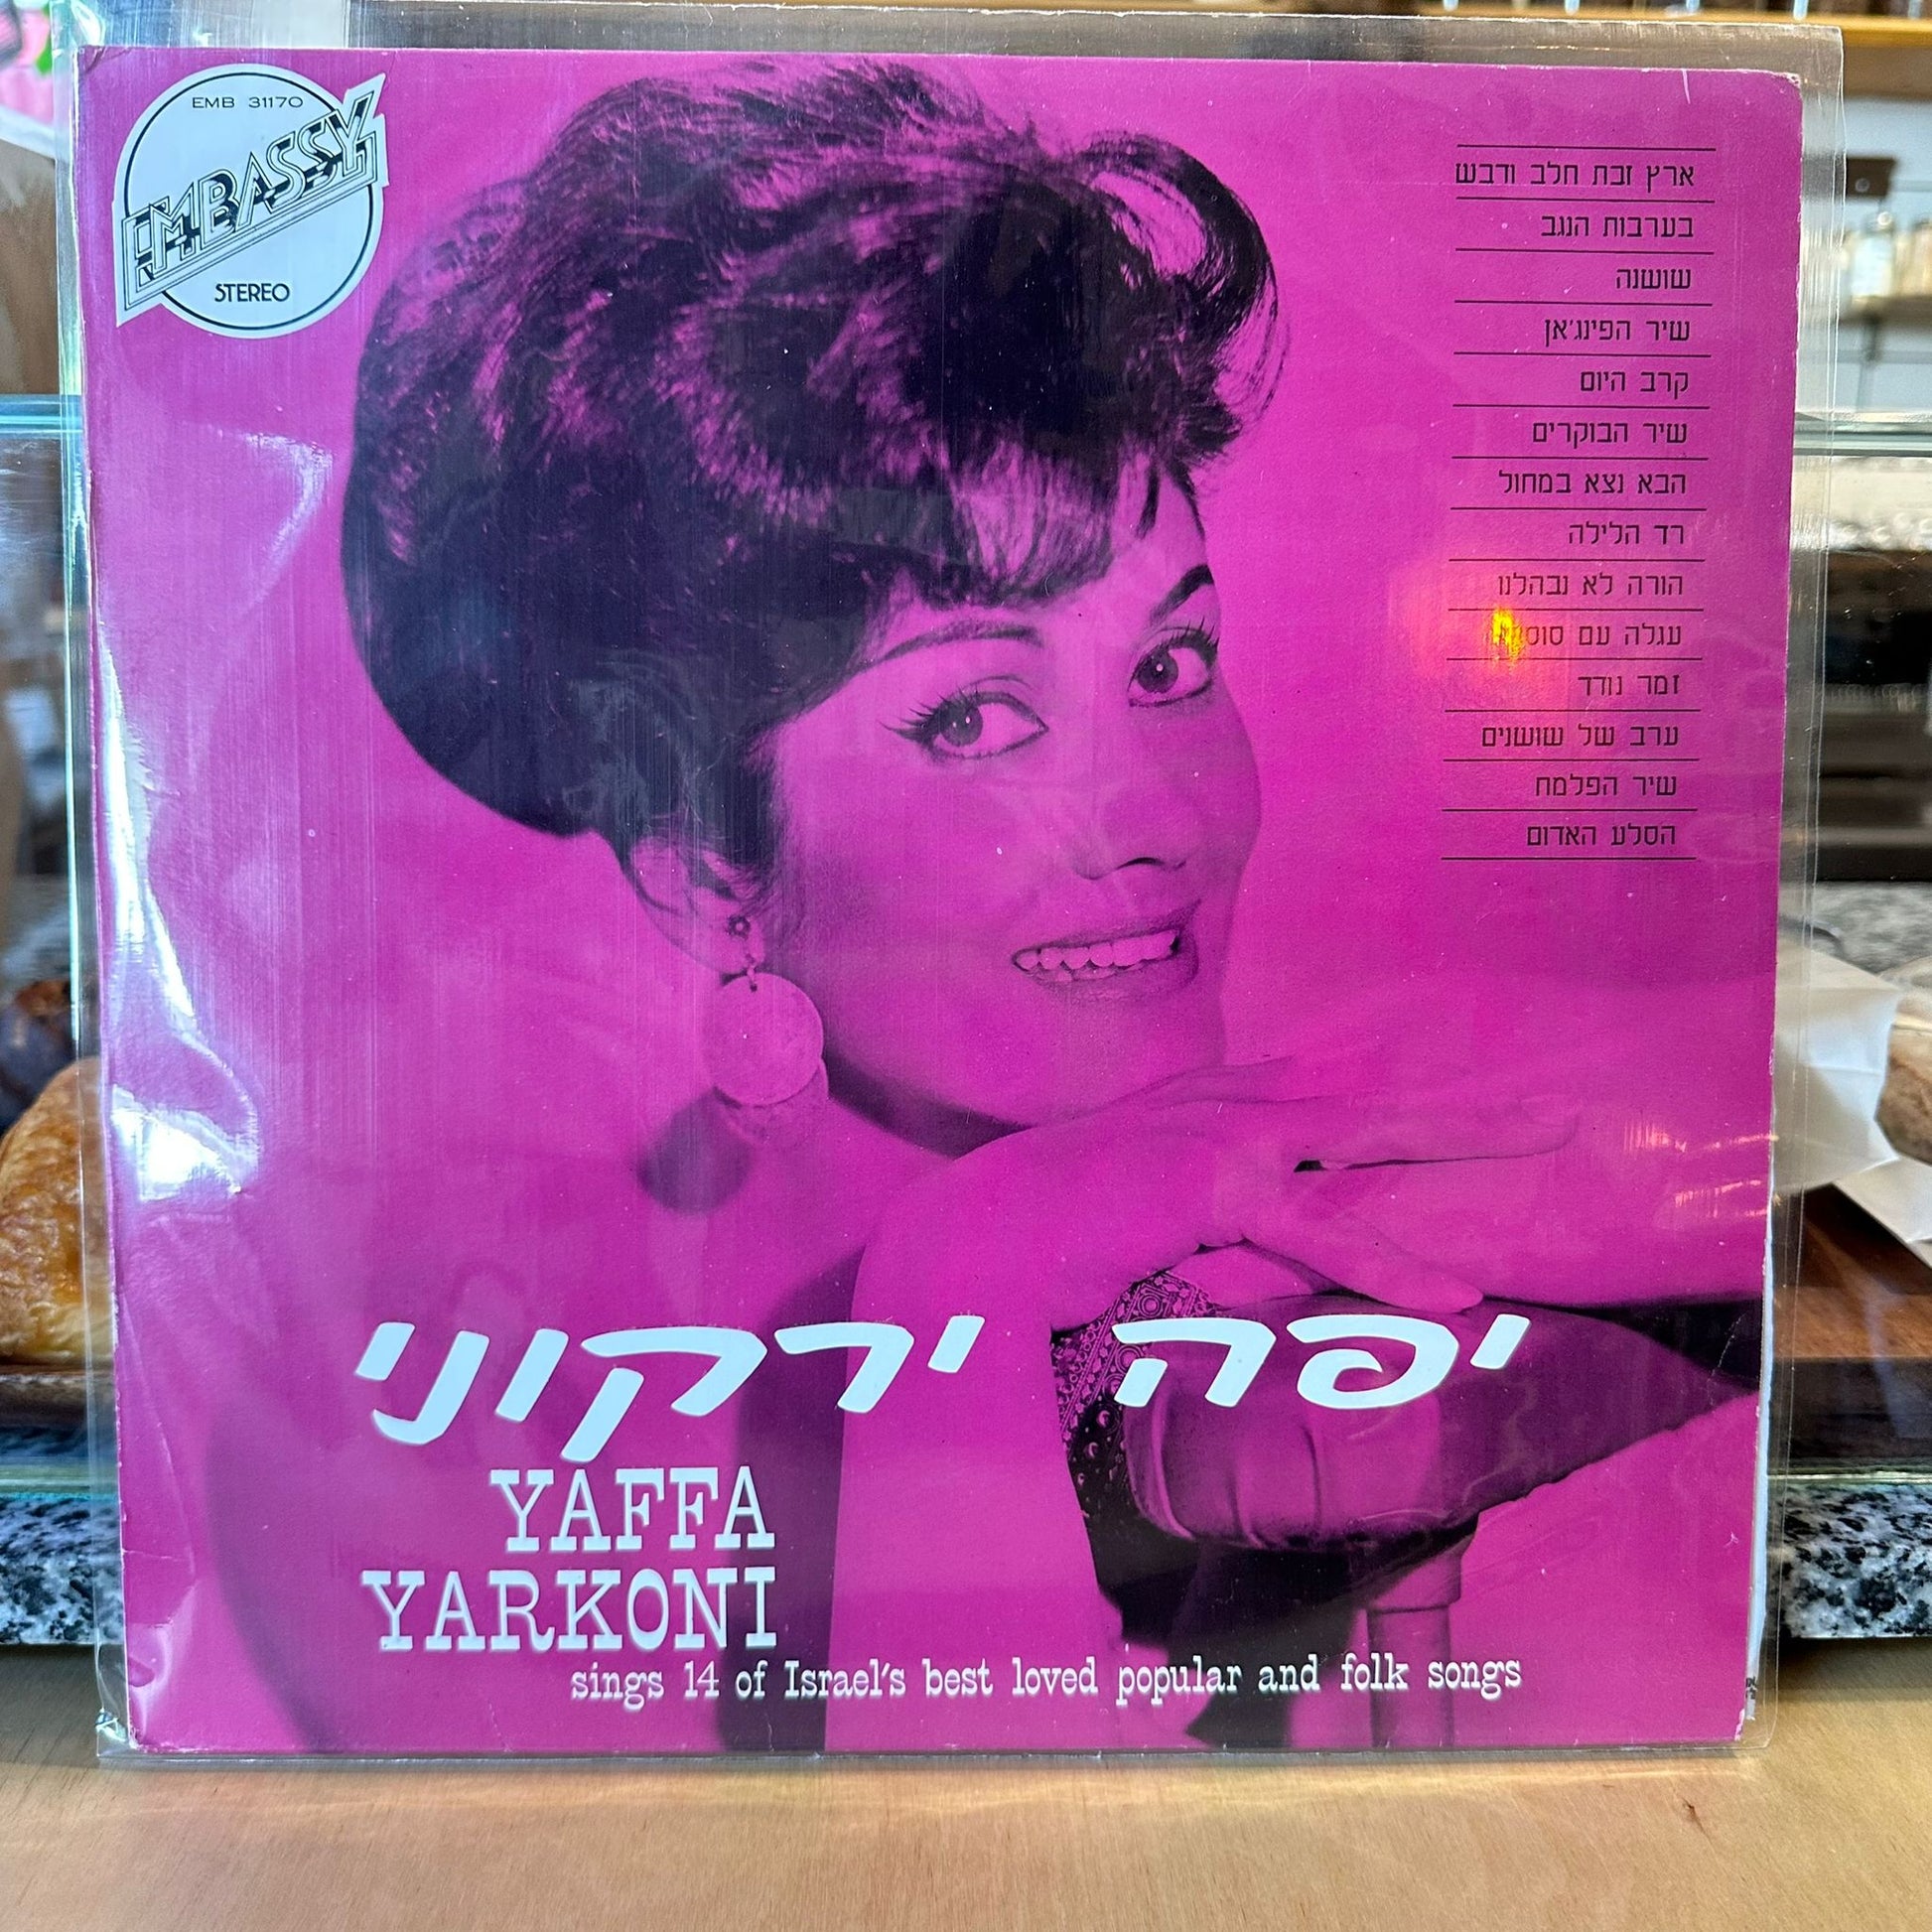 EMB 31170
EMBASSY
STEREO
ארץ זבת חלב ודבש
בערבות הנגב
שושנה
שיר הפינג'אן
קרב היום
שיר הבוקרים
הבא נצא במחול
רד הלילה
הורה לא נבהלנו
עגלה עם
זמר נודד
ערב של שושנים
שיר הפלמח
הסלע האדום
יפה ירקוני
YAFFA
YARKONI
sings 14 of Israel's best loved popular and folk songs